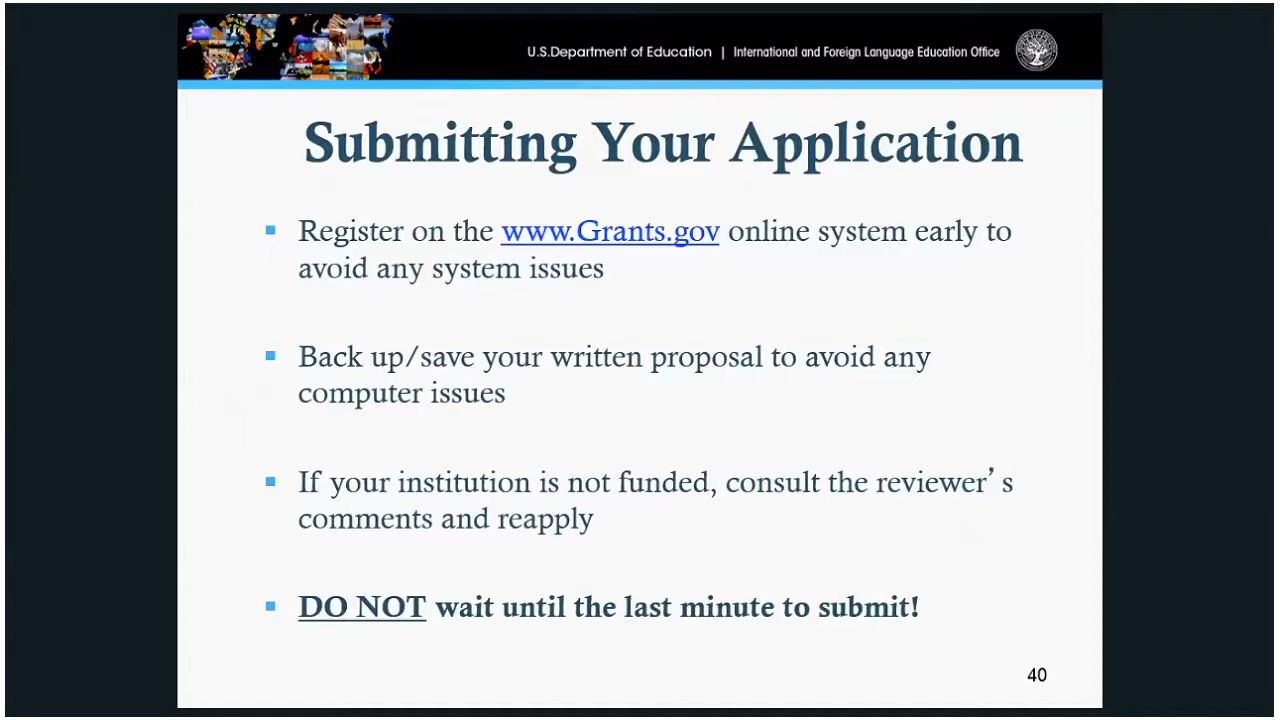 U.S.Department of Education | International and Foreign Language Education Office
Submitting Your Application
Register on the www.Grants.gov online system early to
avoid any system issues
Back up/save your written proposal to avoid any
computer issues
If your institution is not funded, consult the reviewer’s
comments and reapply
DO NOT wait until the last minute to submit!
40